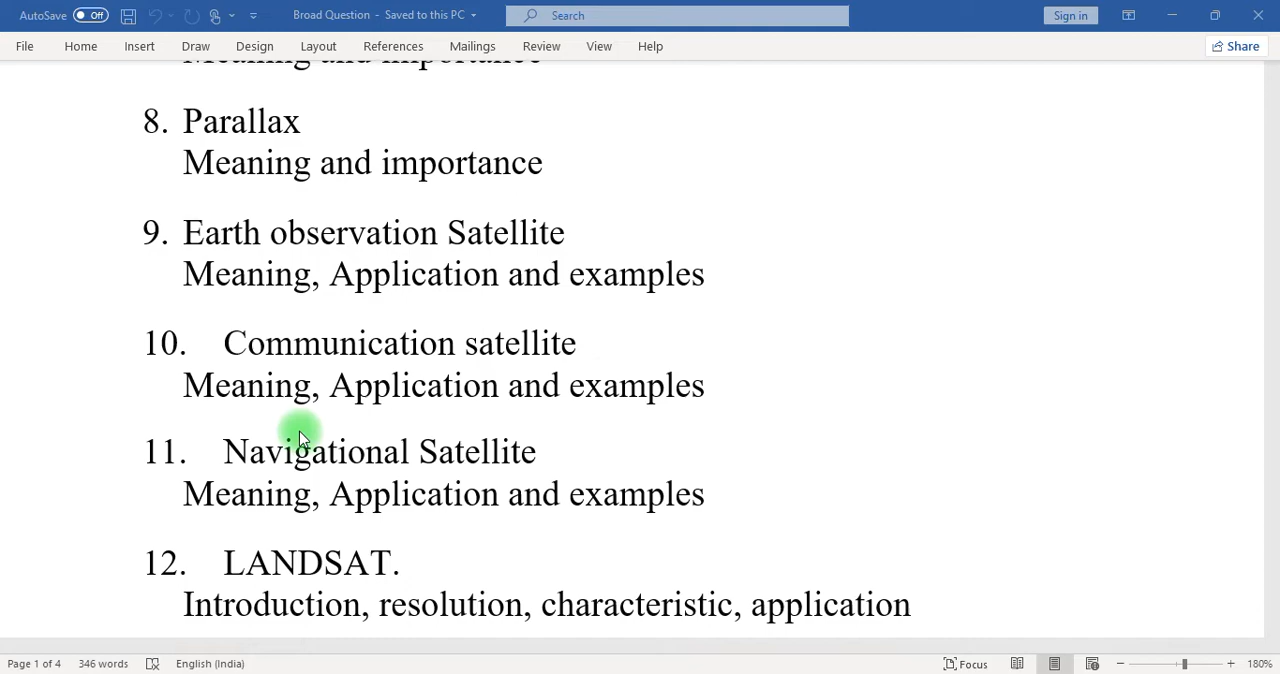 AutoSave Off Broad Question - Saved to this PC Search Sign in
File Home Insert Draw Design Layout References Mailings Review View Help Share
Meaning and importance
8. Parallax
Meaning and importance
9. Earth observation Satellite
Meaning, Application and examples
10. Communication satellite
Meaning, Application and examples
11. Navigational Satellite
Meaning, Application and examples
12. LANDSAT.
Introduction, resolution, characteristic, application
Page 1 of 4 346 words English (India) Focus 180%